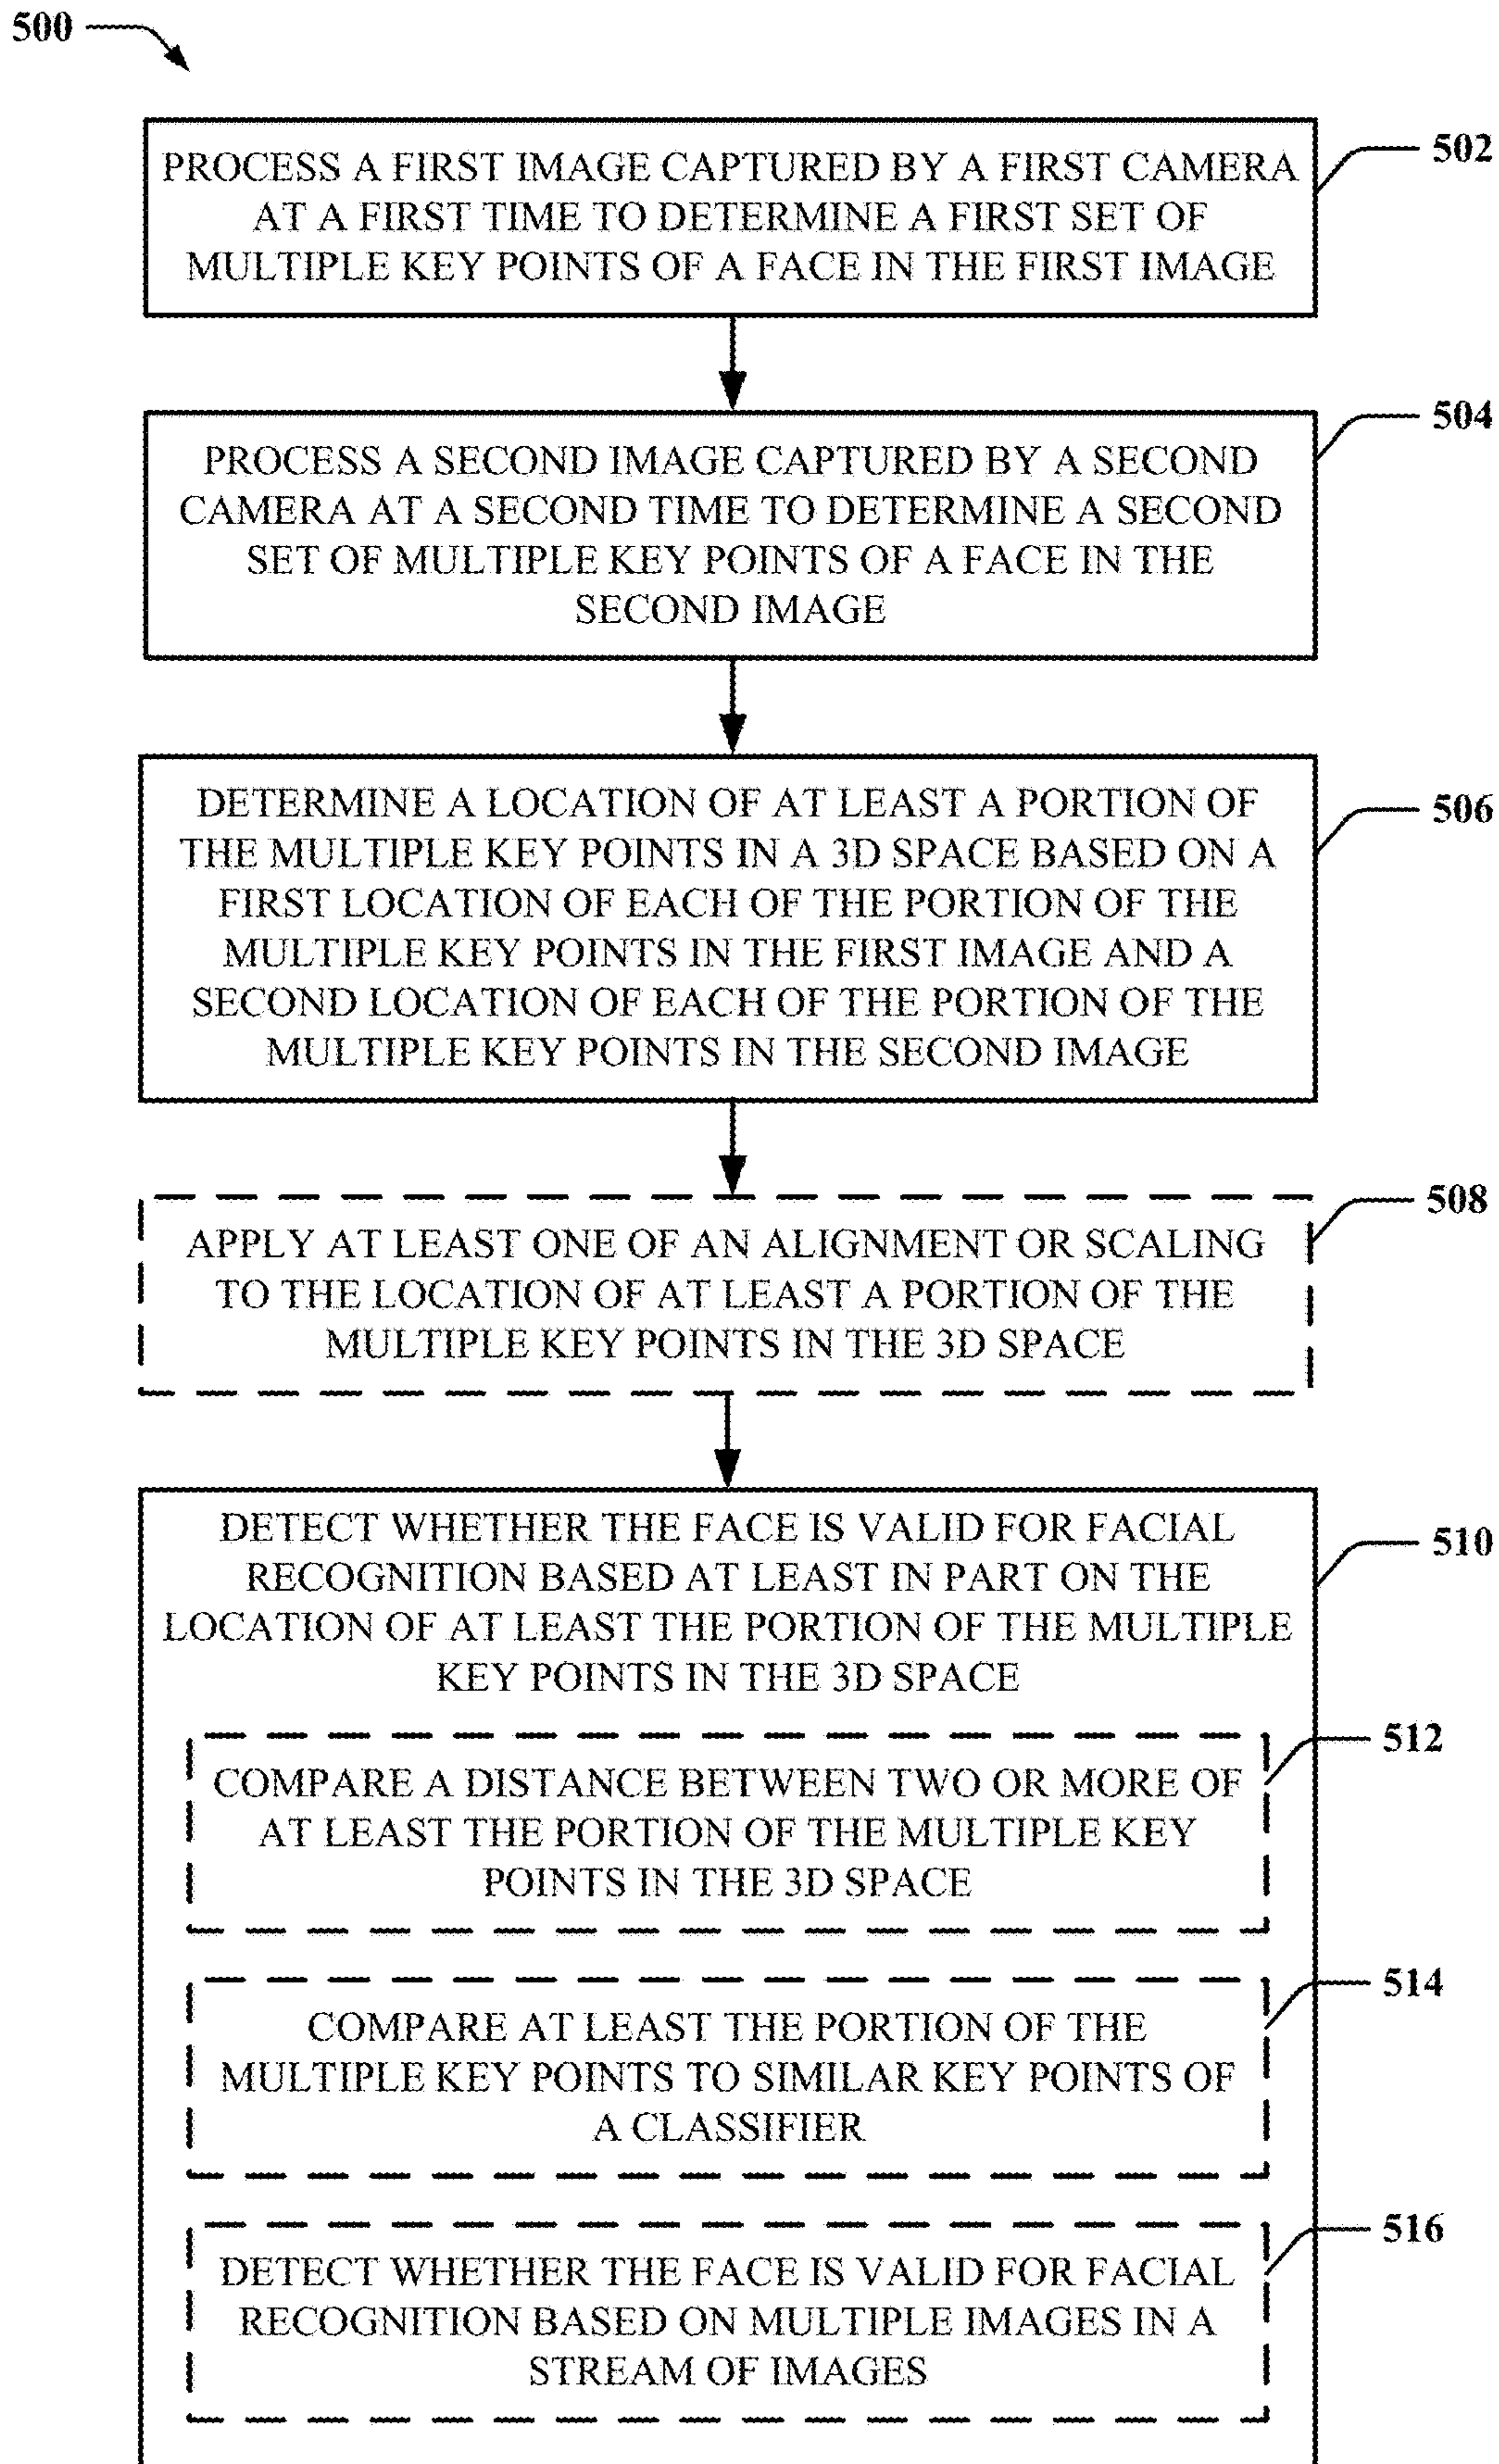 500
PROCESS A FIRST IMAGE CAPTURED BY A FIRST CAMERA
AT A FIRST TIME TO DETERMINE A FIRST SET OF
MULTIPLE KEY POINTS OF A FACE IN THE FIRST IMAGE
502
PROCESS A SECOND IMAGE CAPTURED BY A SECOND
CAMERA AT A SECOND TIME TO DETERMINE A SECOND
SET OF MULTIPLE KEY POINTS OF A FACE IN THE
SECOND IMAGE
504
DETERMINE A LOCATION OF AT LEAST A PORTION OF
THE MULTIPLE KEY POINTS IN A 3D SPACE BASED ON A
FIRST LOCATION OF EACH OF THE PORTION OF THE
MULTIPLE KEY POINTS IN THE FIRST IMAGE AND A
SECOND LOCATION OF EACH OF THE PORTION OF THE
MULTIPLE KEY POINTS IN THE SECOND IMAGE
506
APPLY AT LEAST ONE OF AN ALIGNMENT OR SCALING
TO THE LOCATION OF AT LEAST A PORTION OF THE
MULTIPLE KEY POINTS IN THE 3D SPACE
508
DETECT WHETHER THE FACE IS VALID FOR FACIAL
RECOGNITION BASED AT LEAST IN PART ON THE
LOCATION OF AT LEAST THE PORTION OF THE MULTIPLE
KEY POINTS IN THE 3D SPACE
510
COMPARE A DISTANCE BETWEEN TWO OR MORE OF
AT LEAST THE PORTION OF THE MULTIPLE KEY
POINTS IN THE 3D SPACE
512
COMPARE AT LEAST THE PORTION OF THE
MULTIPLE KEY POINTS TO SIMILAR KEY POINTS OF
A CLASSIFIER
514
DETECT WHETHER THE FACE IS VALID FOR FACIAL
RECOGNITION BASED ON MULTIPLE IMAGES IN A
STREAM OF IMAGES
516